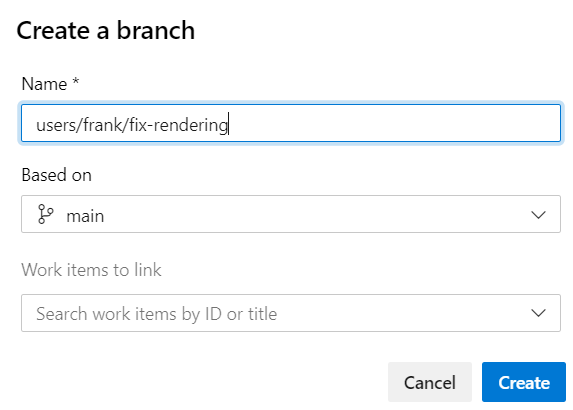 Create a branch
Name *
users/frank/fix-rendering
Based on
main
Work items to link
Search work items by ID or title
Cancel
Create